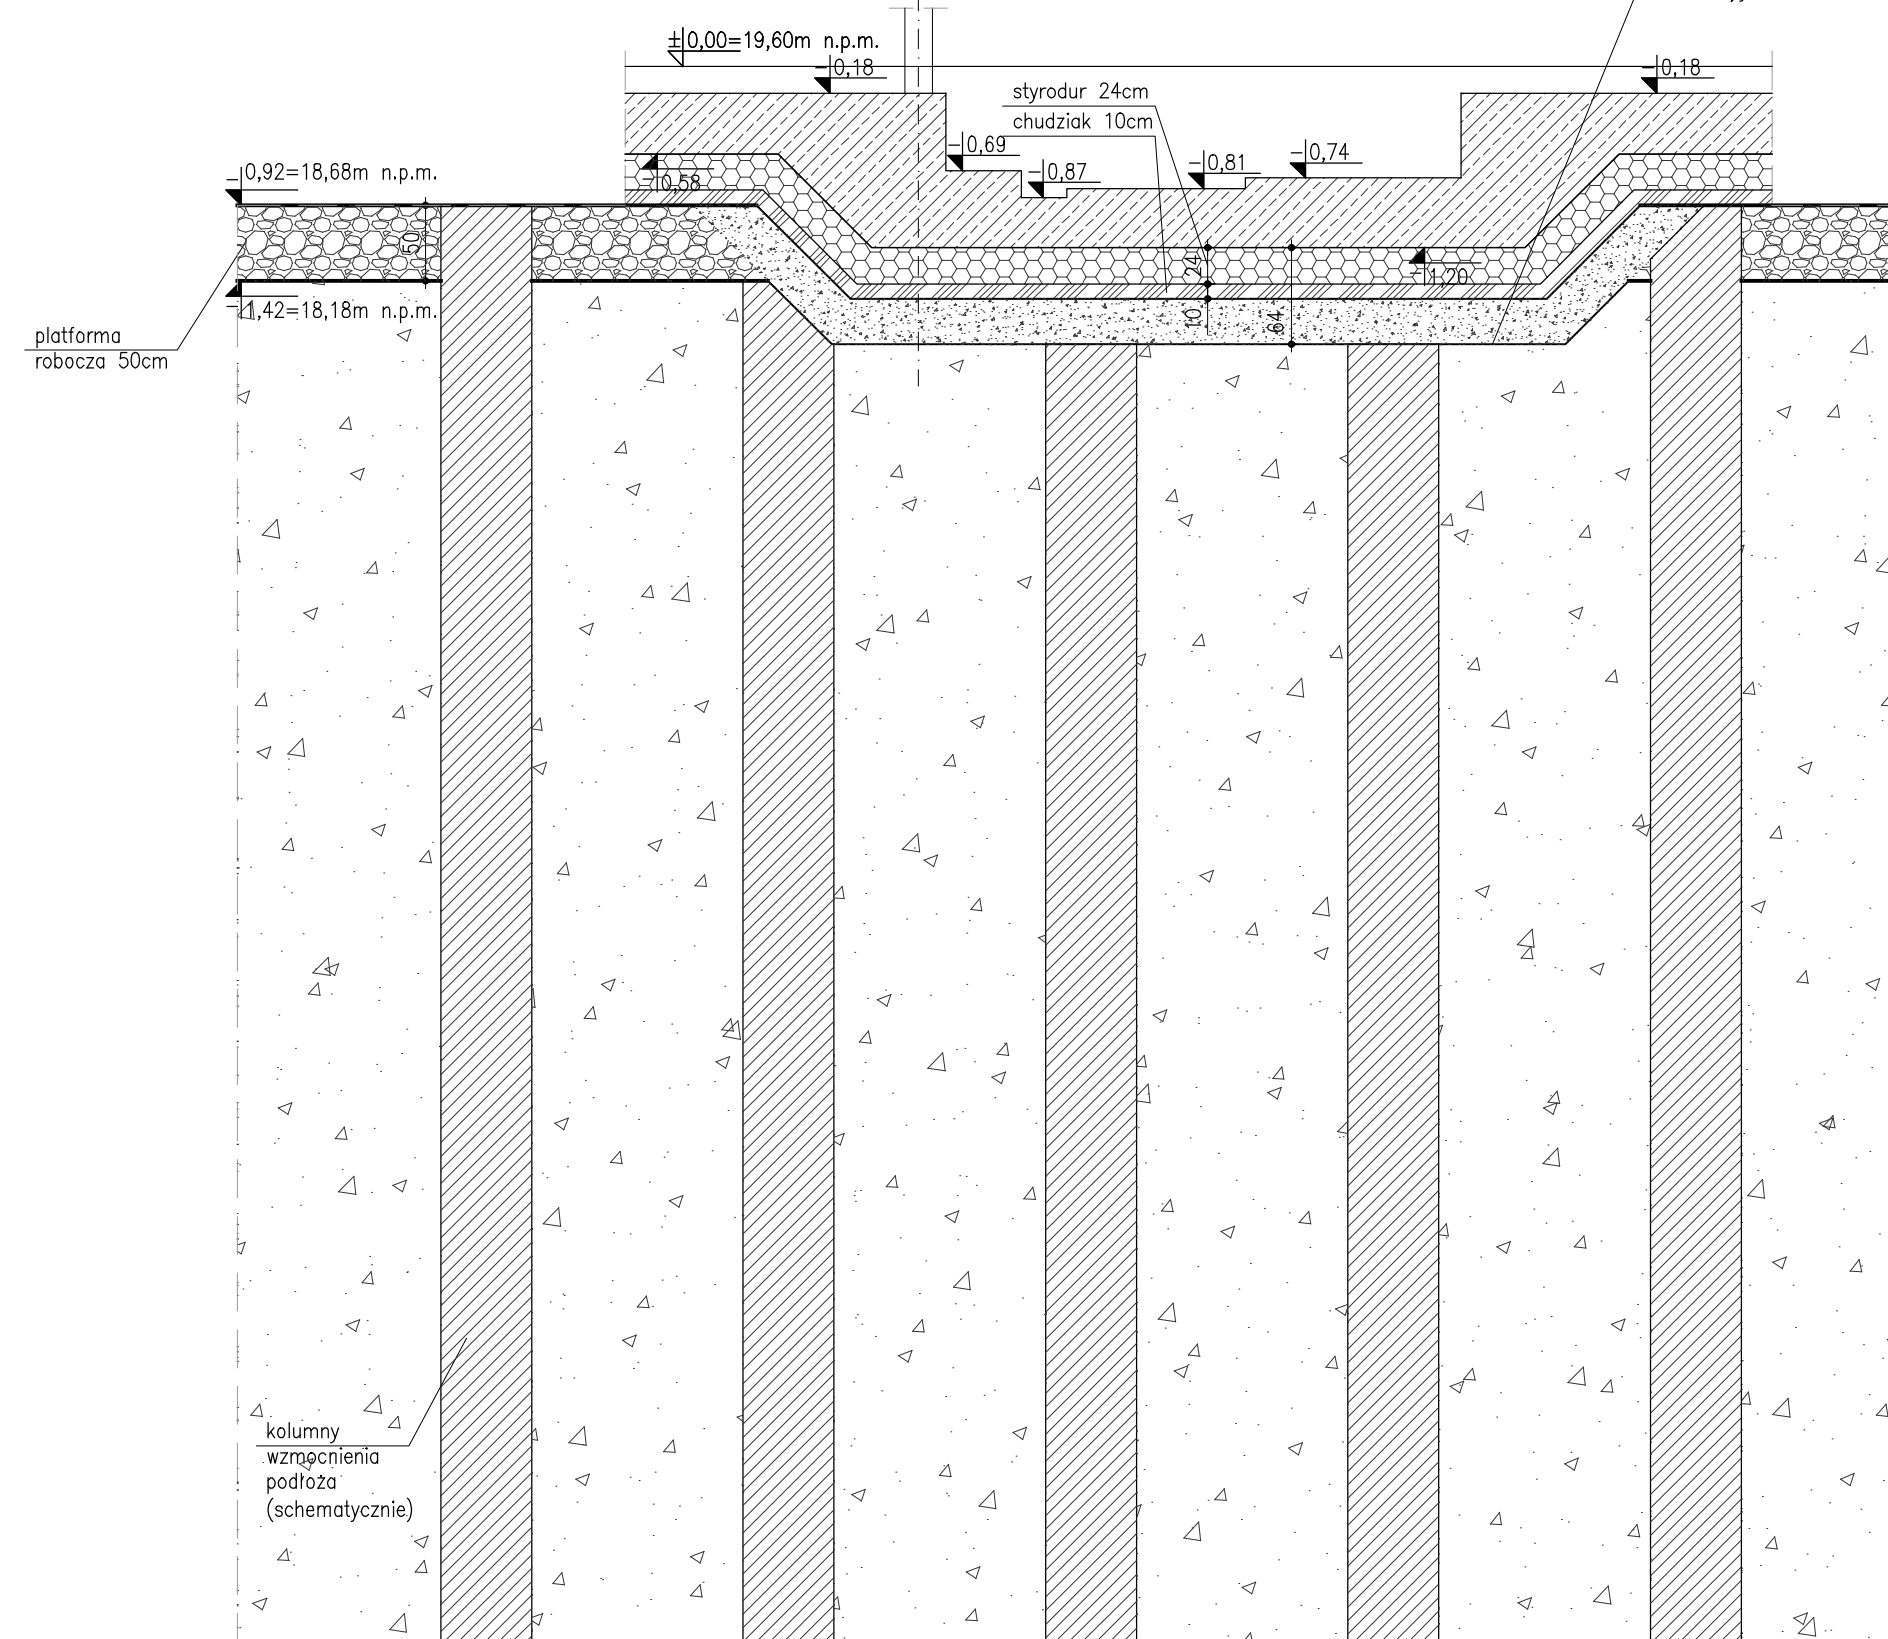 ±0,00=19,60m n.p.m.
-0,18
-0,18
styrodur 24cm
chudziak 10cm
-0,69
-0,87
-0,81
-0,74
-0,92=18,68m n.p.m.
-0,58
50
24
-1,20
10
64
-1,42=18,18m n.p.m.
platforma
robocza 50cm
kolumny
wzmocnienia
podłoża
(schematycznie)